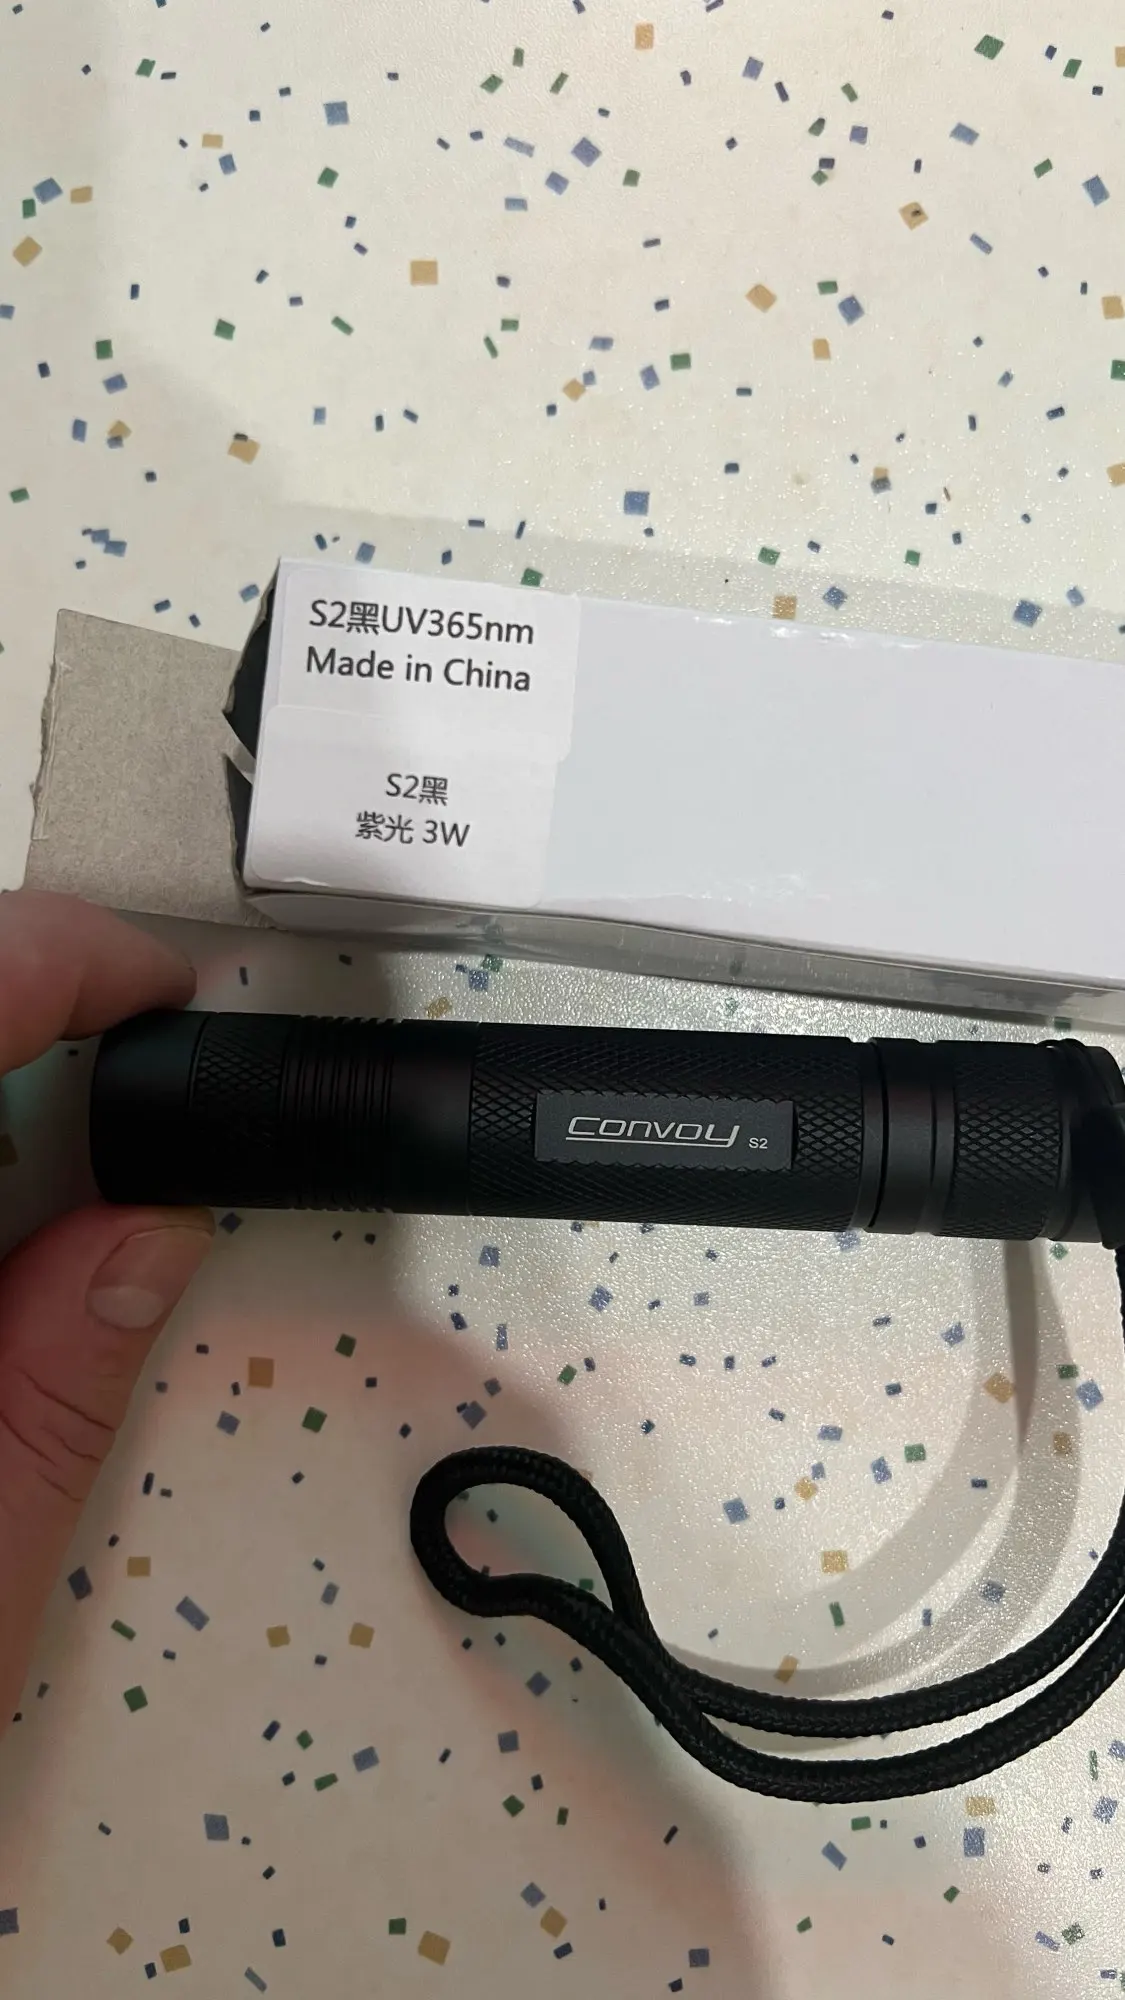 S2黑UV365nm
Made in China
S2黑
紫光 3W
convoy S2